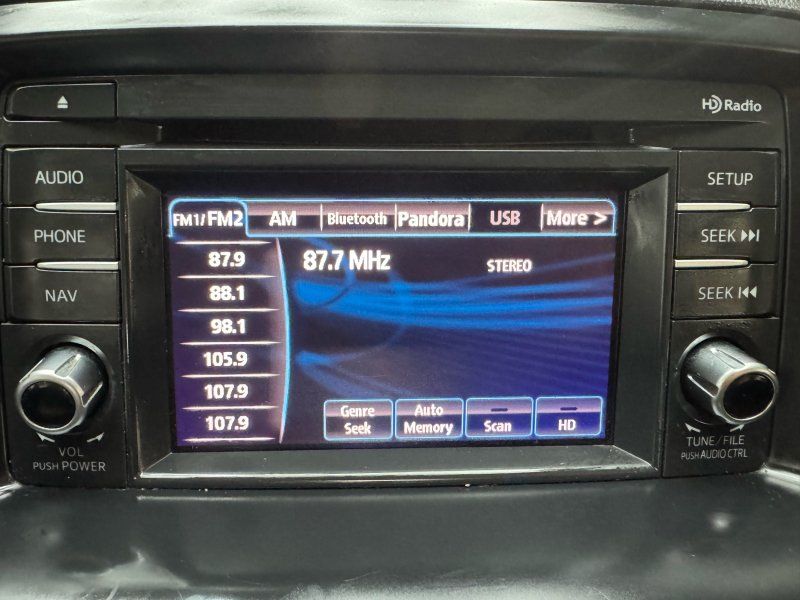 HD Radio
AUDIO
PHONE
NAV
VOL
PUSH POWER
FM1/FM2 AM Bluetooth Pandora USB More >
87.9
88.1
98.1
105.9
107.9
107.9
87.7 MHz STEREO
Genre Seek
Auto Memory
Scan
HD
SETUP
SEEK
SEEK
TUNE/FILE
PUSH AUDIO CTRL